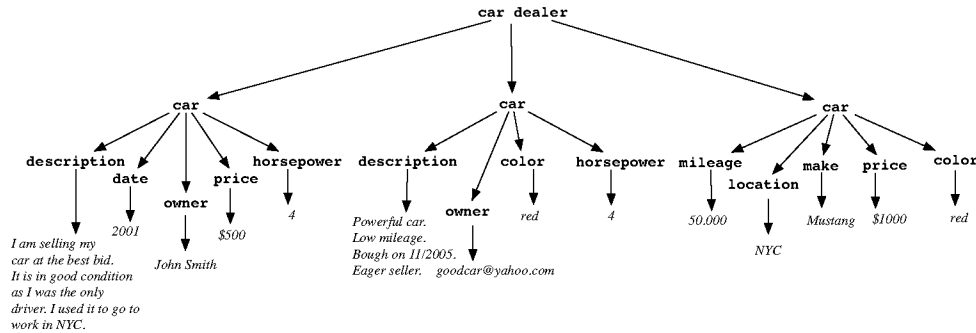 car dealer
car
car
car
description
date
owner
price
horsepower
description
owner
color
horsepower
mileage
location
make
price
color
I am selling my
car at the best bid.
It is in good condition
as I was the only
driver. I used it to go to
work in NYC.
2001
John Smith
$500
4
Powerful car.
Low mileage.
Bough on 11/2005.
Eager seller.
goodcar@yahoo.com
red
4
50.000
NYC
Mustang
$1000
red